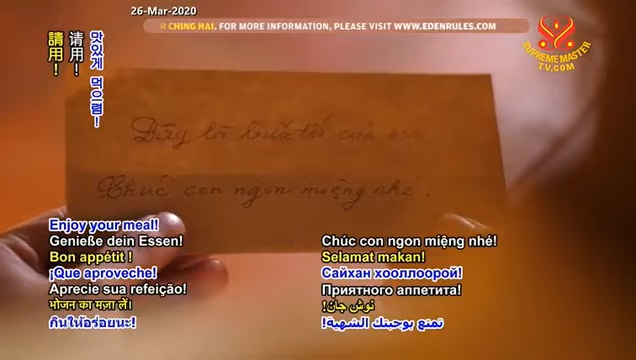 26-Mar-2020
R CHING HAI. FOR MORE INFORMATION, PLEASE VISIT WWW.EDENRULES.COM
SUPREME MASTER
TV.COM
請用！
请用！
맛있게 먹으렴!
Đây là bữa tối của con
Chúc con ngon miệng nhé.
Enjoy your meal!
Genieße dein Essen!
Bon appétit !
¡Que aproveche!
Aprecie sua refeição!
भोजन का मज़ा लें।
กินให้อร่อยนะ!
Chúc con ngon miệng nhé!
Selamat makan!
Сайхан хооллоорой!
Приятного аппетита!
نوش جان!
تمتع بوجبتك الشهية!